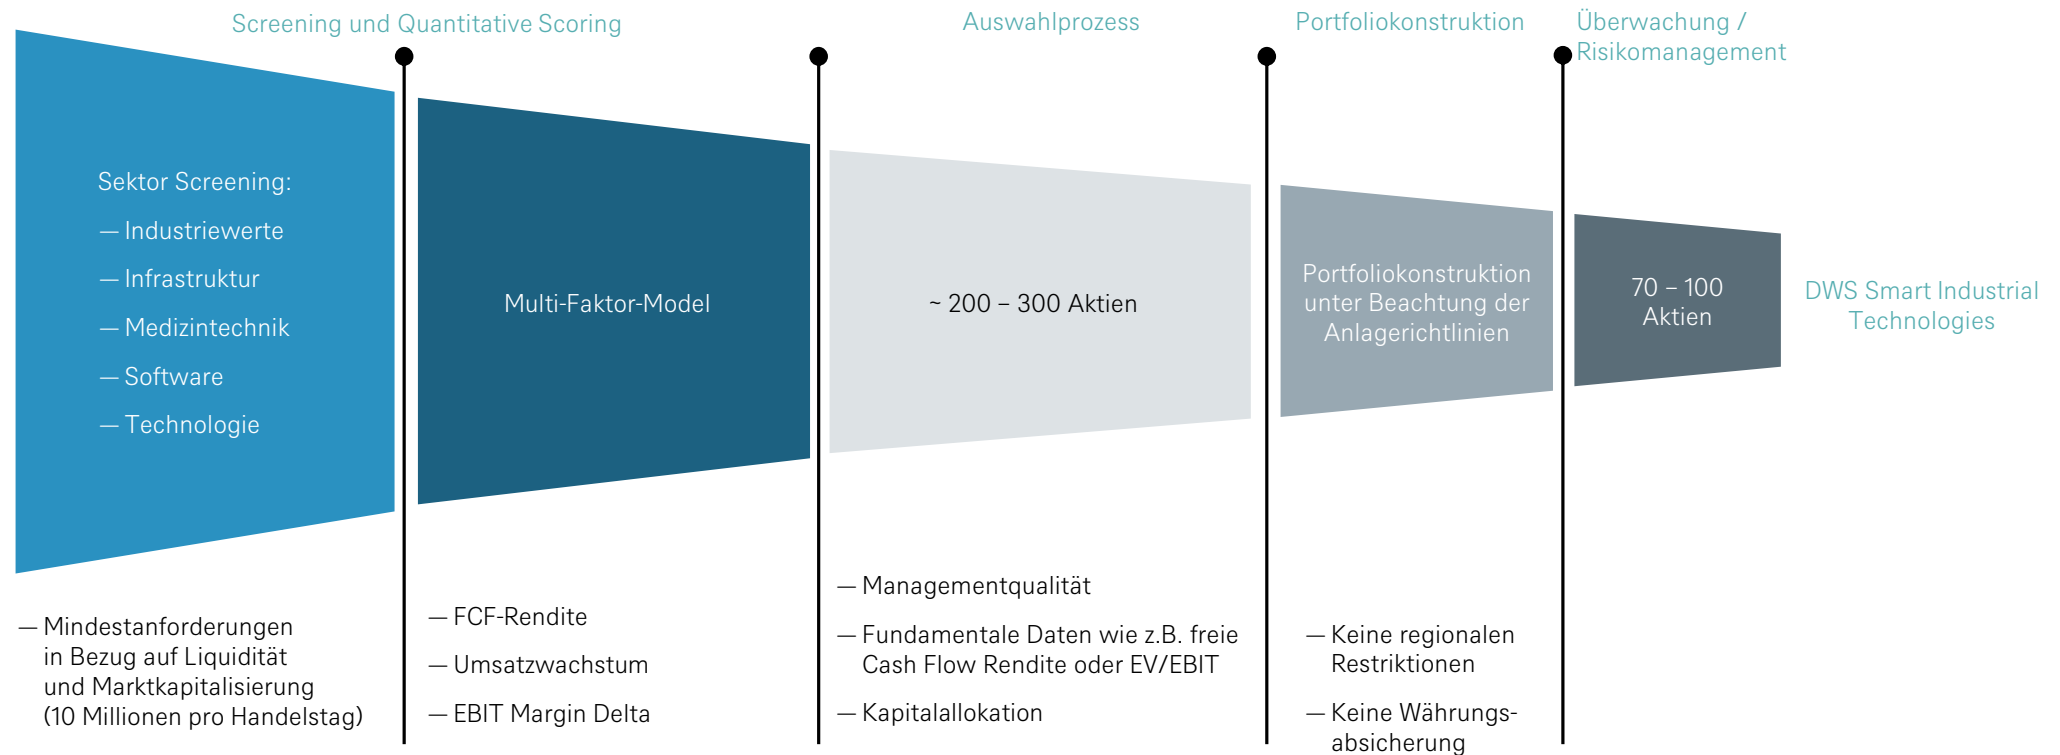 Screening und Quantitative Scoring
Auswahlprozess
Portfoliokonstruktion
Überwachung /
Risikomanagement
Sektor Screening:
— Industriewerte
— Infrastruktur
— Medizintechnik
— Software
— Technologie
Multi-Faktor-Model
~ 200 – 300 Aktien
Portfoliokonstruktion
unter Beachtung der
Anlagerichtlinien
70 – 100
Aktien
DWS Smart Industrial
Technologies
— Mindestanforderungen
in Bezug auf Liquidität
und Marktkapitalisierung
(10 Millionen pro Handelstag)
— FCF-Rendite
— Umsatzwachstum
— EBIT Margin Delta
— Managementqualität
— Fundamentale Daten wie z.B. freie
Cash Flow Rendite oder EV/EBIT
— Kapitalallokation
— Keine regionalen
Restriktionen
— Keine Währungs-
absicherung